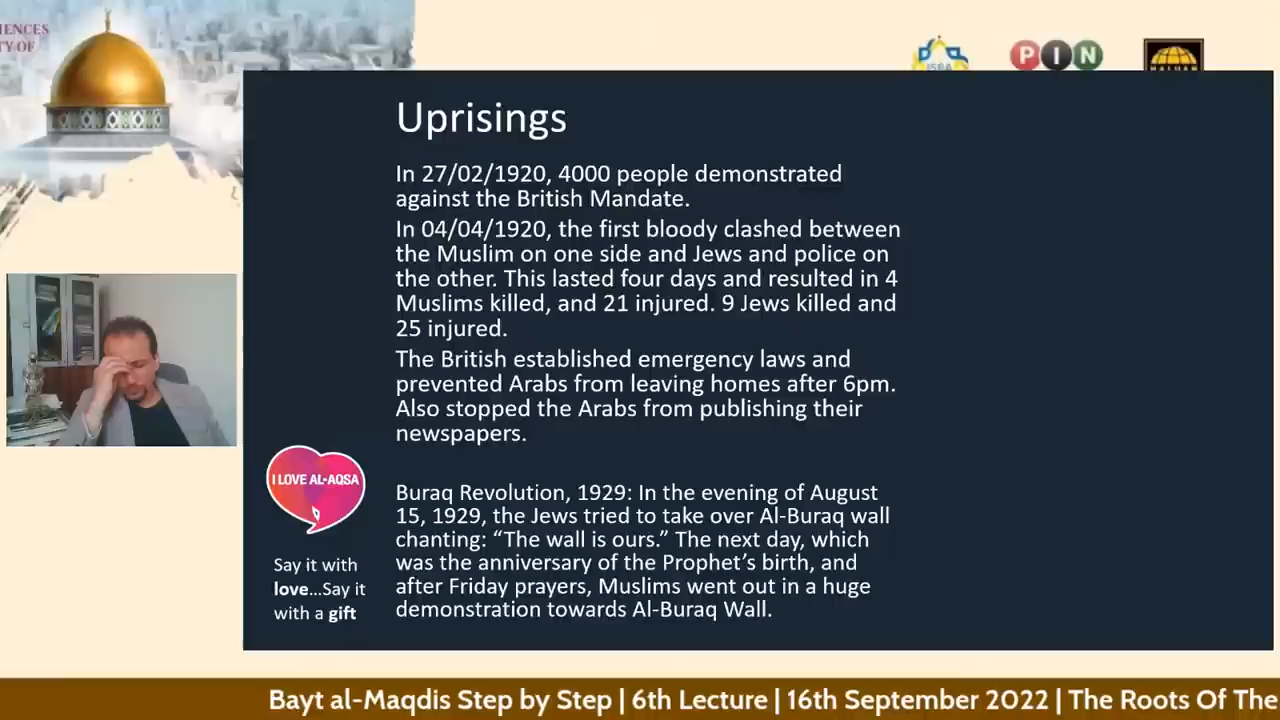 IENCES
TY OF
ISRA
P I N
Uprisings
In 27/02/1920, 4000 people demonstrated
against the British Mandate.
In 04/04/1920, the first bloody clashed between
the Muslim on one side and Jews and police on
the other. This lasted four days and resulted in 4
Muslims killed, and 21 injured. 9 Jews killed and
25 injured.
The British established emergency laws and
prevented Arabs from leaving homes after 6pm.
Also stopped the Arabs from publishing their
newspapers.
Buraq Revolution, 1929: In the evening of August
15, 1929, the Jews tried to take over Al-Buraq wall
chanting: “The wall is ours.” The next day, which
was the anniversary of the Prophet’s birth, and
after Friday prayers, Muslims went out in a huge
demonstration towards Al-Buraq Wall.
I LOVE AL-AQSA
Say it with
love...Say it
with a gift
Bayt al-Maqdis Step by Step | 6th Lecture | 16th September 2022 | The Roots Of The